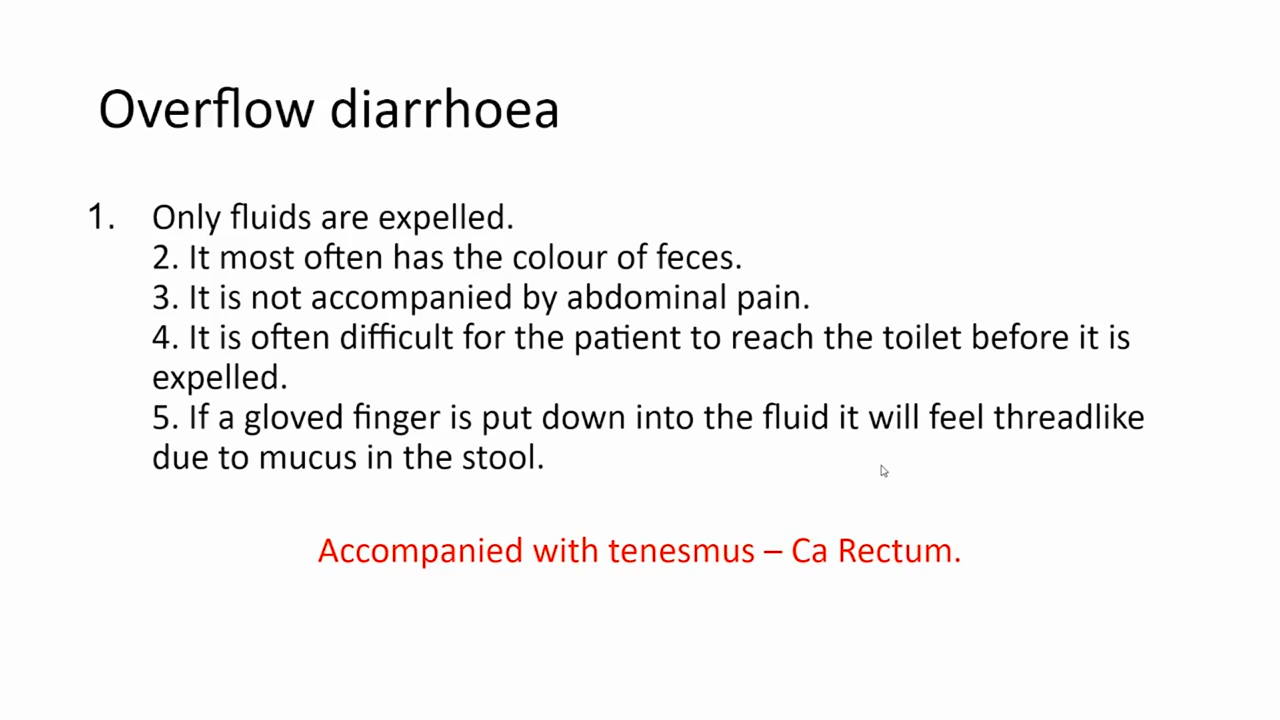 Overflow diarrhoea
1. Only fluids are expelled.
2. It most often has the colour of feces.
3. It is not accompanied by abdominal pain.
4. It is often difficult for the patient to reach the toilet before it is
expelled.
5. If a gloved finger is put down into the fluid it will feel threadlike
due to mucus in the stool.
Accompanied with tenesmus – Ca Rectum.